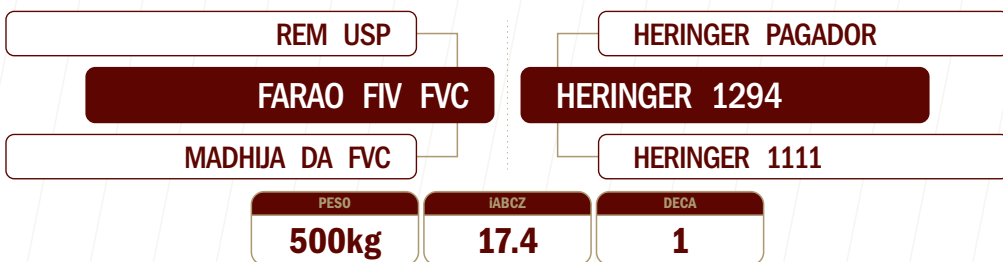 REM USP
HERINGER PAGADOR
FARAO FIV FVC
HERINGER 1294
MADHIJA DA FVC
HERINGER 1111
PESO
iABCZ
DECA
500kg
17.4
1